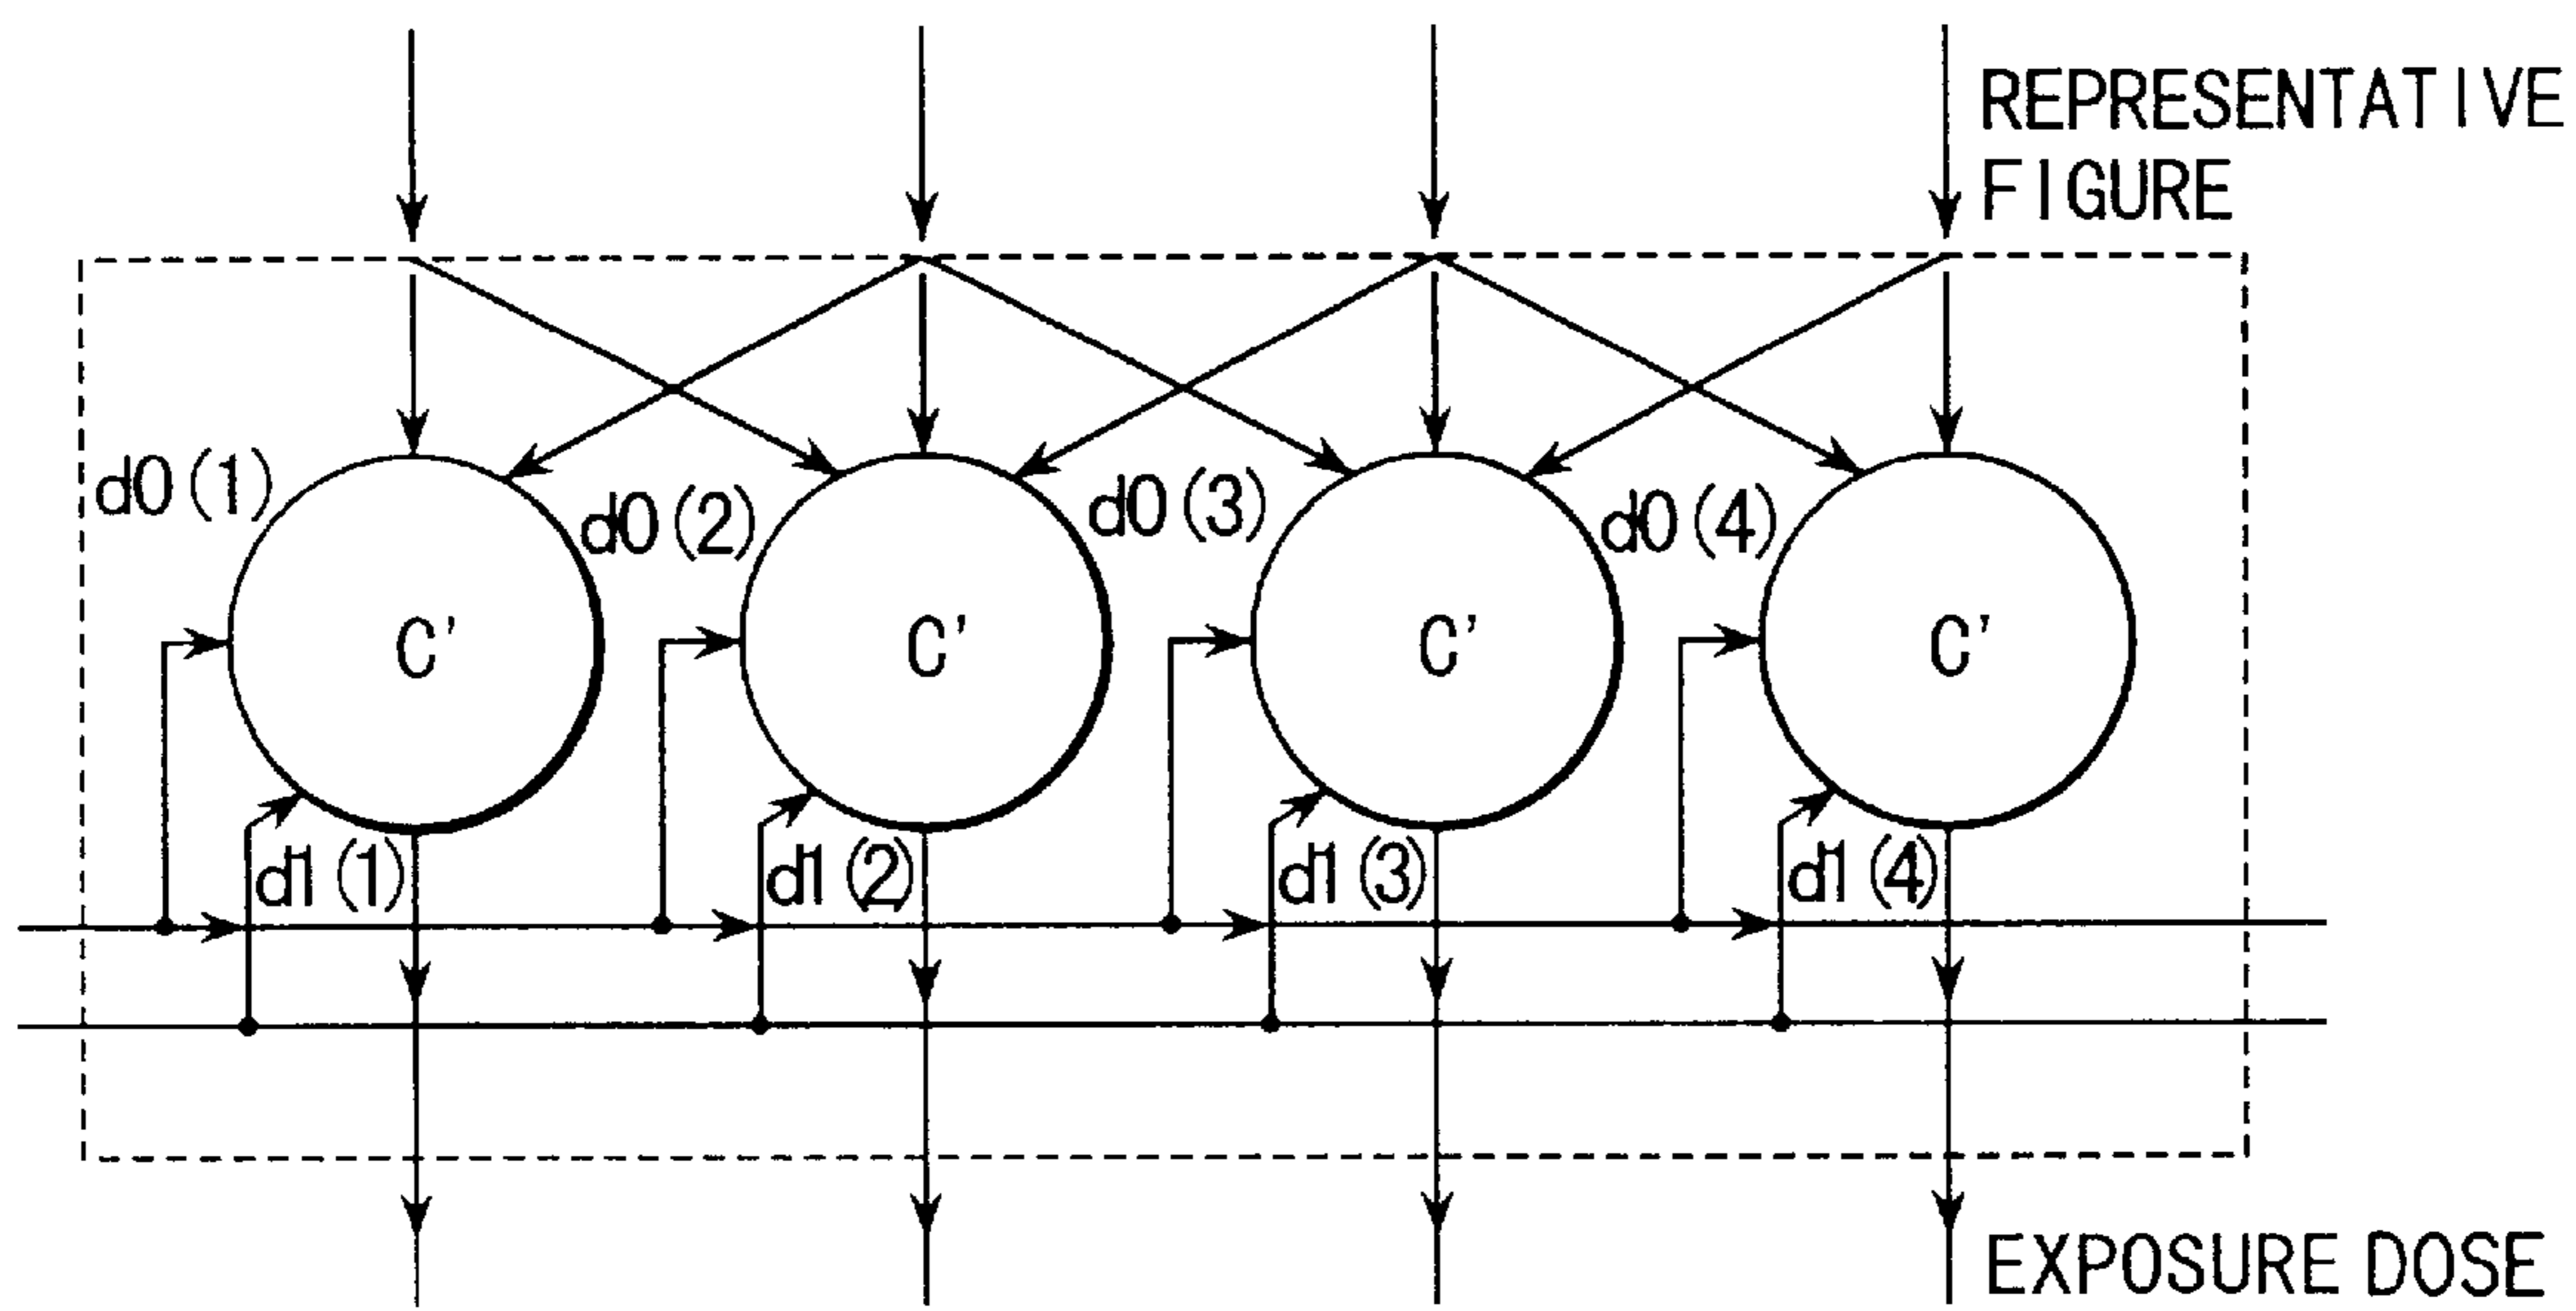 REPRESENTATIVE
FIGURE
d0(1)
d0(2)
d0(3)
d0(4)
C'
C'
C'
C'
d1(1)
d1(2)
d1(3)
d1(4)
EXPOSURE DOSE